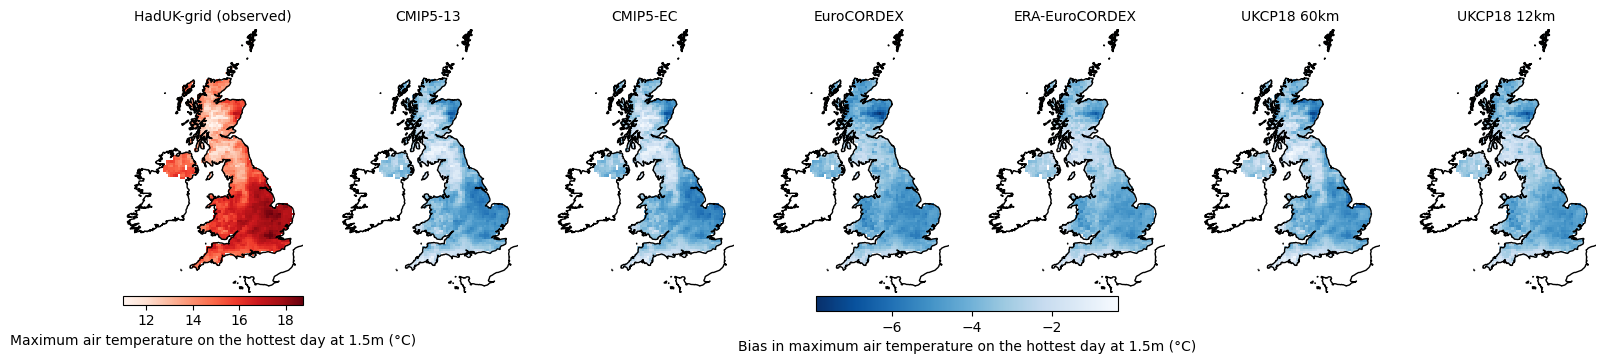 HadUK-grid (observed)
CMIP5-13
CMIP5-EC
EuroCORDEX
ERA-EuroCORDEX
UKCP18 60km
UKCP18 12km
12 14 16 18
Maximum air temperature on the hottest day at 1.5m (°C)
−6 −4 −2
Bias in maximum air temperature on the hottest day at 1.5m (°C)